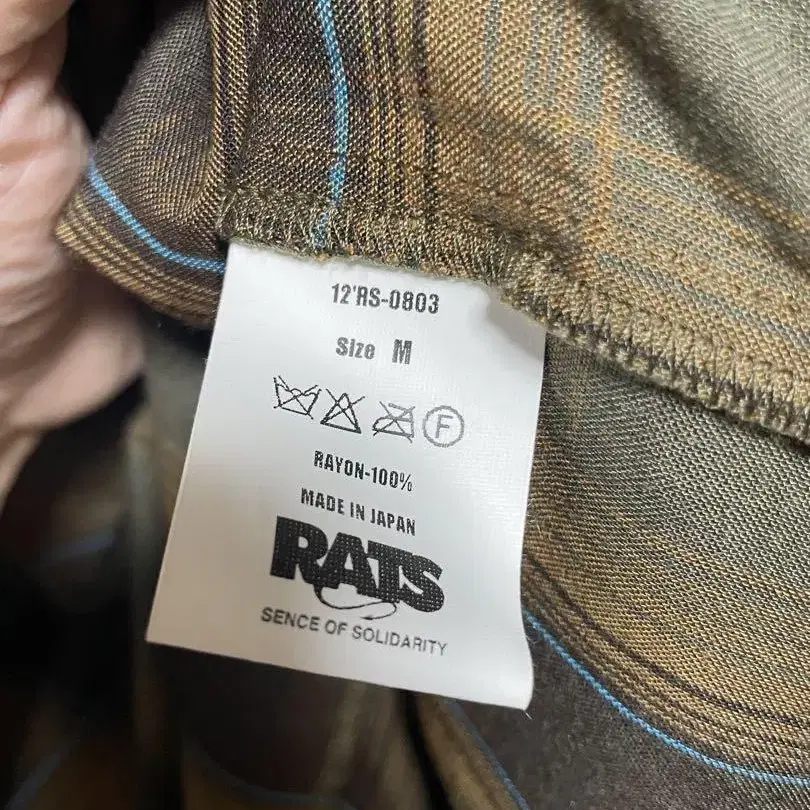 12'RS-0803
Size M
F
RAYON-100%
MADE IN JAPAN
RATS
SENCE OF SOLIDARITY